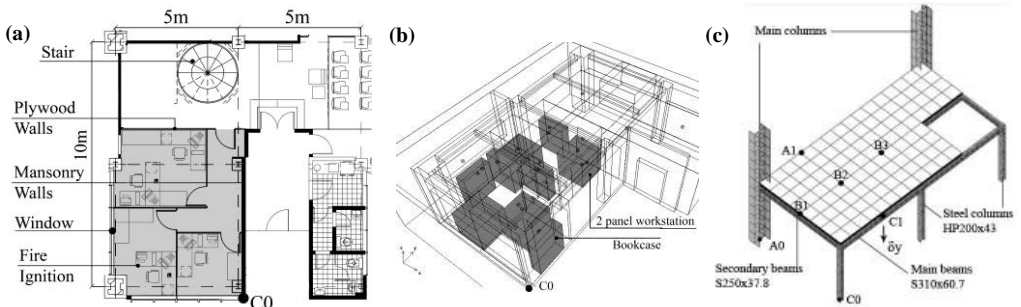 (a)
5m
5m
Stair
Plywood
Walls
10m
Mansonry
Walls
Window
Fire
Ignition
C0
(b)
2 panel workstation
Bookcase
C0
(c)
Main columns
A1
B3
B2
B1
C1
Steel columns
HP200x43
δy
A0
Secondary beams
S250x37.8
Main beams
S310x60.7
C0